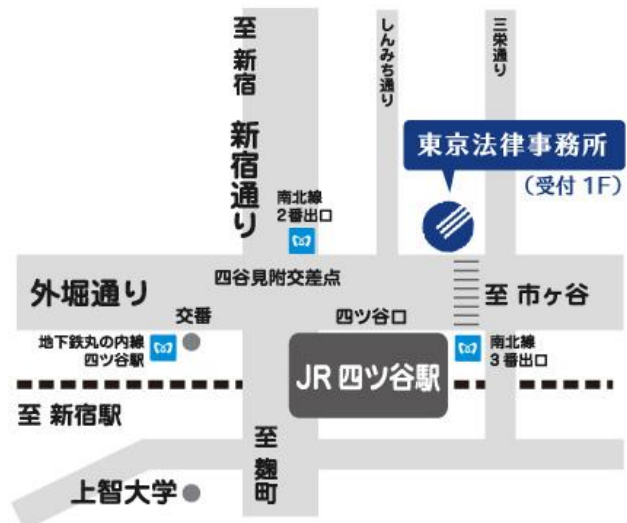 至 新宿
新宿通り
しんみち通り
三栄通り
東京法律事務所
（受付 1F）
南北線
2番出口
四谷見附交差点
外堀通り
至 市ヶ谷
交番
四ツ谷口
地下鉄丸の内線
四ツ谷駅
JR 四ツ谷駅
南北線
3番出口
至 新宿駅
至 麹町
上智大学